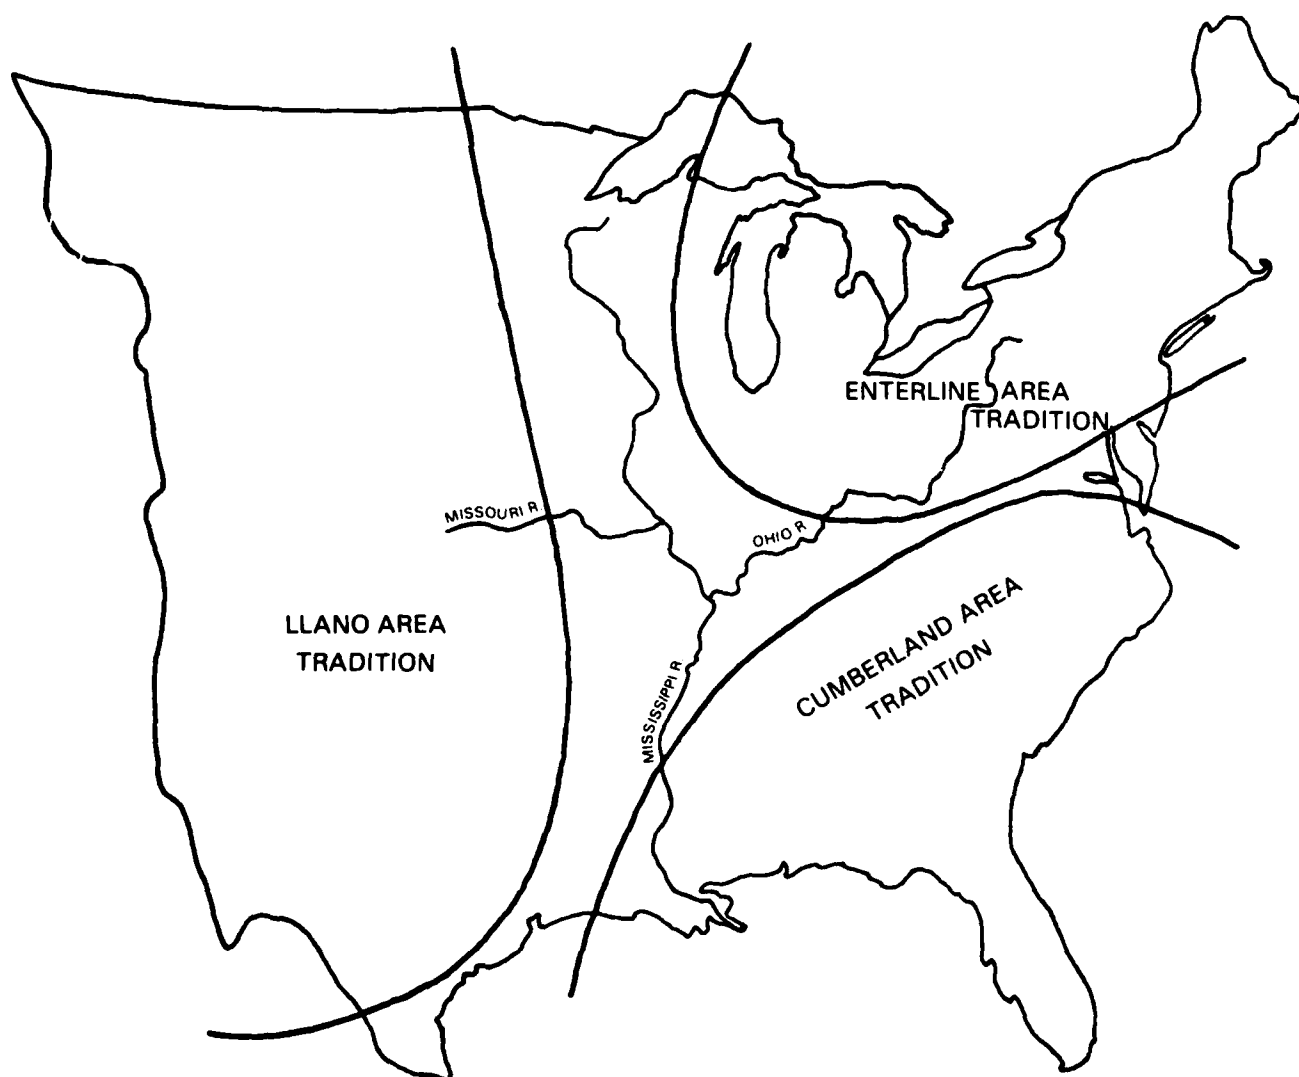 ENTERLINE AREA
TRADITION
MISSOURI R.
OHIO R
LLANO AREA
TRADITION
CUMBERLAND AREA
TRADITION
MISSISSIPPI R